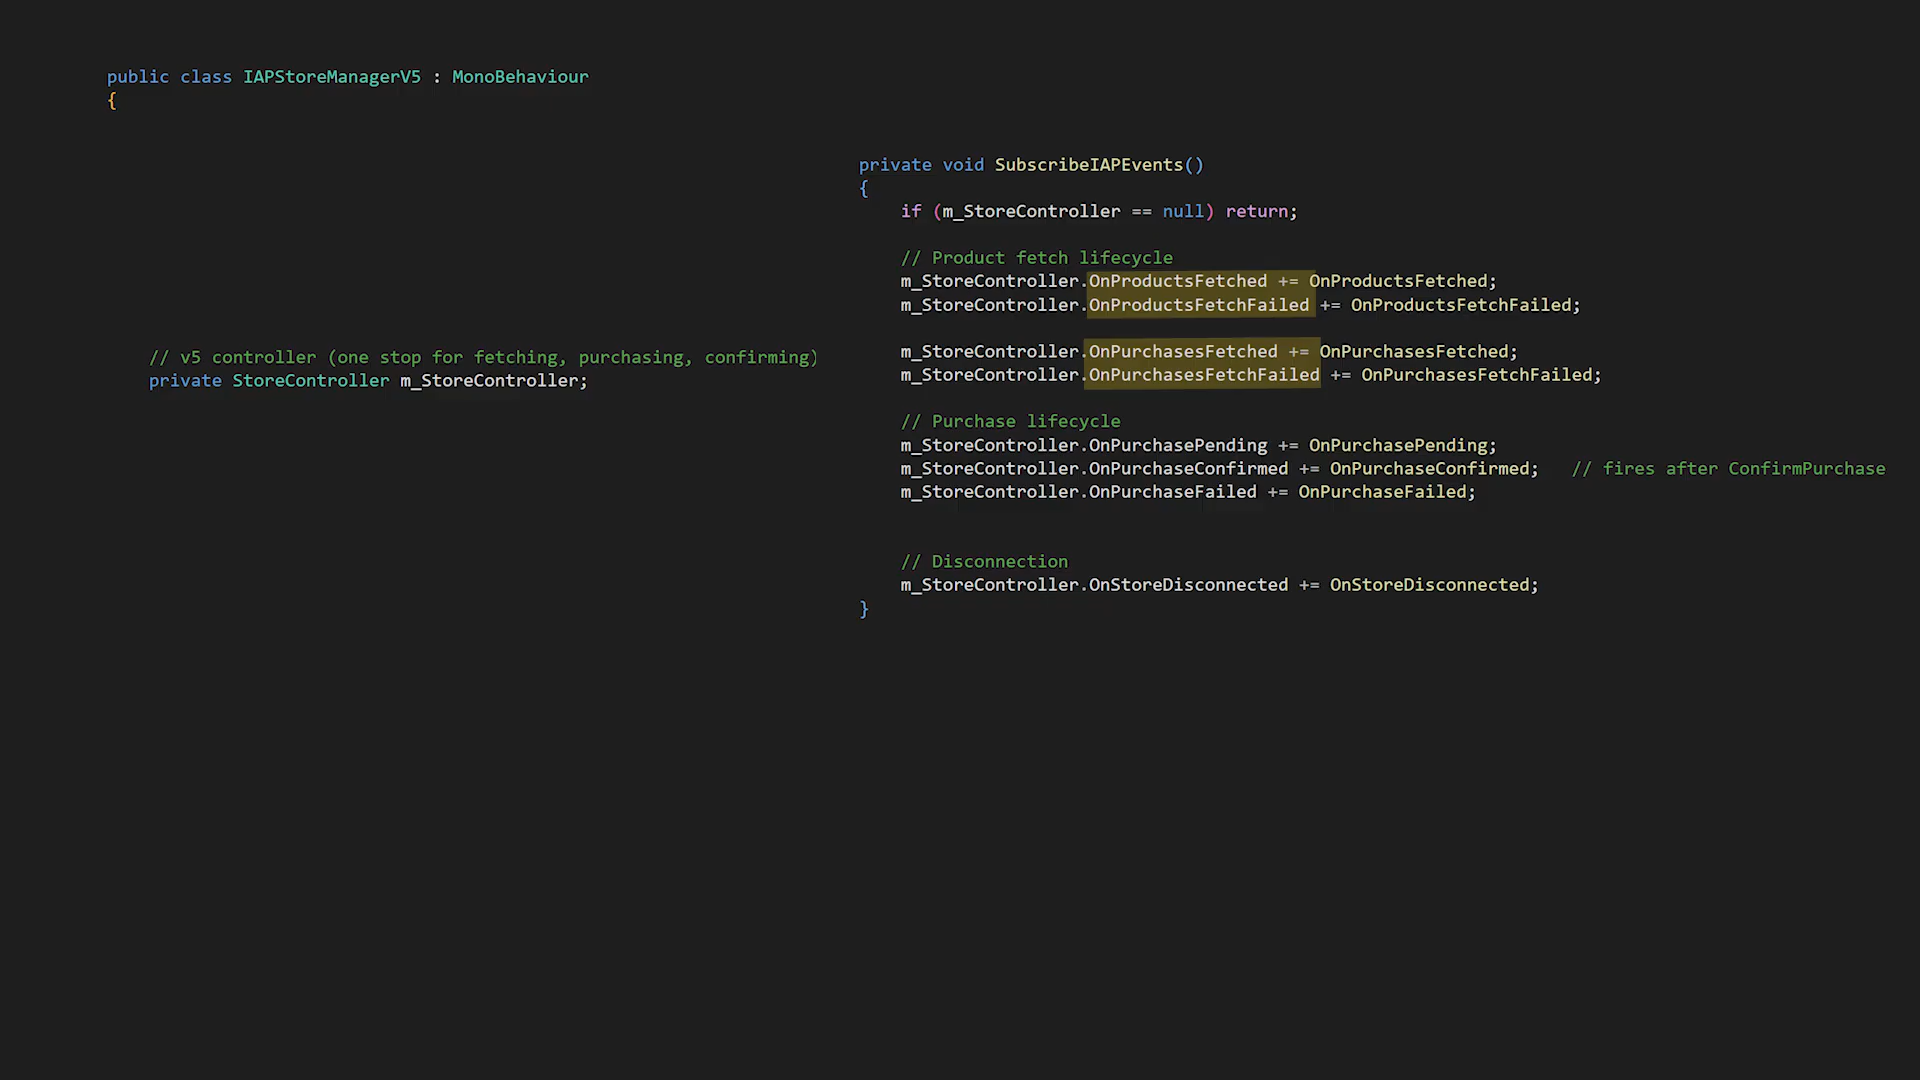 public class IAPStoreManagerV5 : MonoBehaviour
{
// v5 controller (one stop for fetching, purchasing, confirming)
private StoreController m_StoreController;
private void SubscribeIAPEvents()
{
if (m_StoreController == null) return;
// Product fetch lifecycle
m_StoreController.OnProductsFetched += OnProductsFetched;
m_StoreController.OnProductsFetchFailed += OnProductsFetchFailed;
m_StoreController.OnPurchasesFetched += OnPurchasesFetched;
m_StoreController.OnPurchasesFetchFailed += OnPurchasesFetchFailed;
// Purchase lifecycle
m_StoreController.OnPurchasePending += OnPurchasePending;
m_StoreController.OnPurchaseConfirmed += OnPurchaseConfirmed;   // fires after ConfirmPurchase
m_StoreController.OnPurchaseFailed += OnPurchaseFailed;
// Disconnection
m_StoreController.OnStoreDisconnected += OnStoreDisconnected;
}